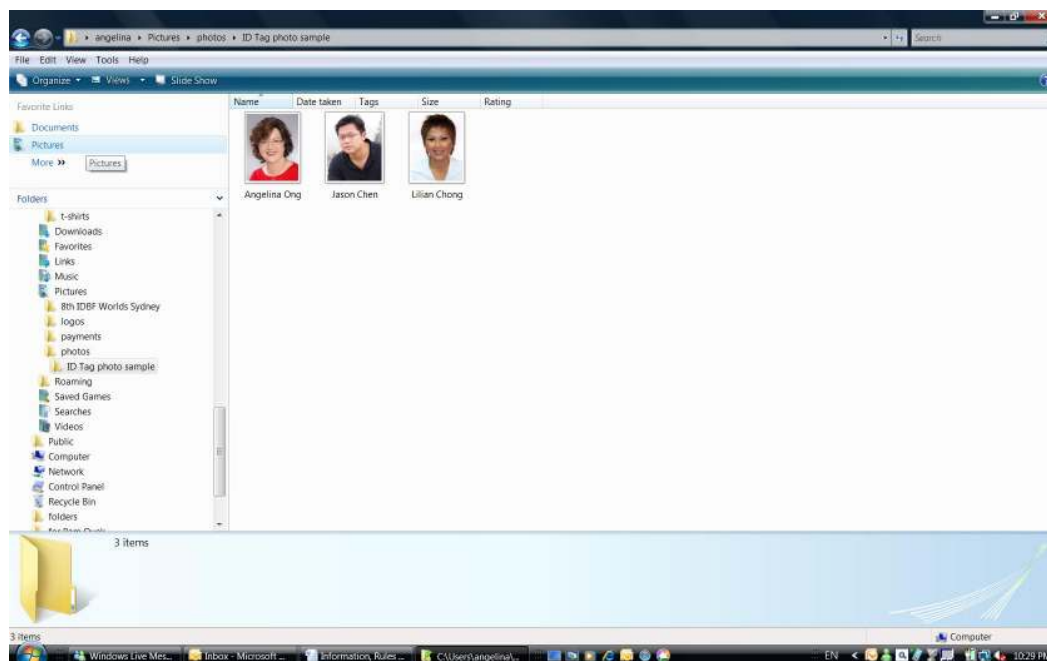 angelina ▸ Pictures ▸ photos ▸ ID Tag photo sample
Search
File Edit View Tools Help
Organize Views Slide Show
Favorite Links
Documents
Pictures
More »
Pictures
Folders
t-shirts
Downloads
Favorites
Links
Music
Pictures
8th IDBF Worlds Sydney
logos
payments
photos
ID Tag photo sample
Roaming
Saved Games
Searches
Videos
Public
Computer
Network
Control Panel
Recycle Bin
folders
Name Date taken Tags Size Rating
Angelina Ong Jason Chen Lilian Chong
3 items
3 items Computer
Windows Live Mes... Inbox - Microsoft ... Information, Rules ... C:\Users\angelina\... EN 10:29 PM